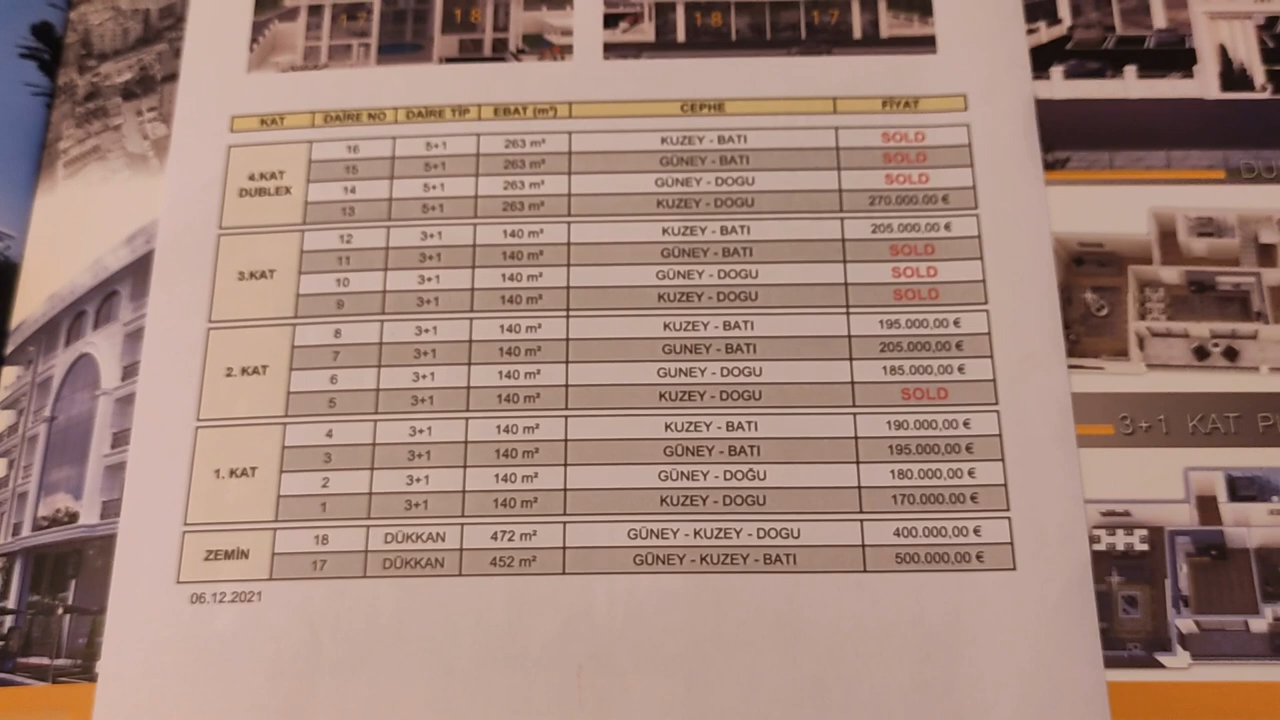 17 18
18 17
KAT DAİRE NO DAİRE TİP EBAT (m²) CEPHE FİYAT
4.KAT DUBLEX
16 5+1 263 m² KUZEY - BATI SOLD
15 5+1 263 m² GÜNEY - BATI SOLD
14 5+1 263 m² GÜNEY - DOGU SOLD
13 5+1 263 m² KUZEY - DOGU 270.000.00 €
3.KAT
12 3+1 140 m² KUZEY - BATI 205.000,00 €
11 3+1 140 m² GÜNEY - BATI SOLD
10 3+1 140 m² GÜNEY - DOGU SOLD
9 3+1 140 m² KUZEY - DOGU SOLD
2. KAT
8 3+1 140 m² KUZEY - BATI 195.000,00 €
7 3+1 140 m² GUNEY - BATI 205.000,00 €
6 3+1 140 m² GUNEY - DOGU 185.000,00 €
5 3+1 140 m² KUZEY - DOGU SOLD
1. KAT
4 3+1 140 m² KUZEY - BATI 190.000,00 €
3 3+1 140 m² GÜNEY - BATI 195.000,00 €
2 3+1 140 m² GÜNEY - DOĞU 180.000,00 €
1 3+1 140 m² KUZEY - DOGU 170.000,00 €
ZEMİN
18 DÜKKAN 472 m² GÜNEY - KUZEY - DOGU 400.000,00 €
17 DÜKKAN 452 m² GÜNEY - KUZEY - BATI 500.000,00 €
06.12.2021
DU
3+1 KAT P